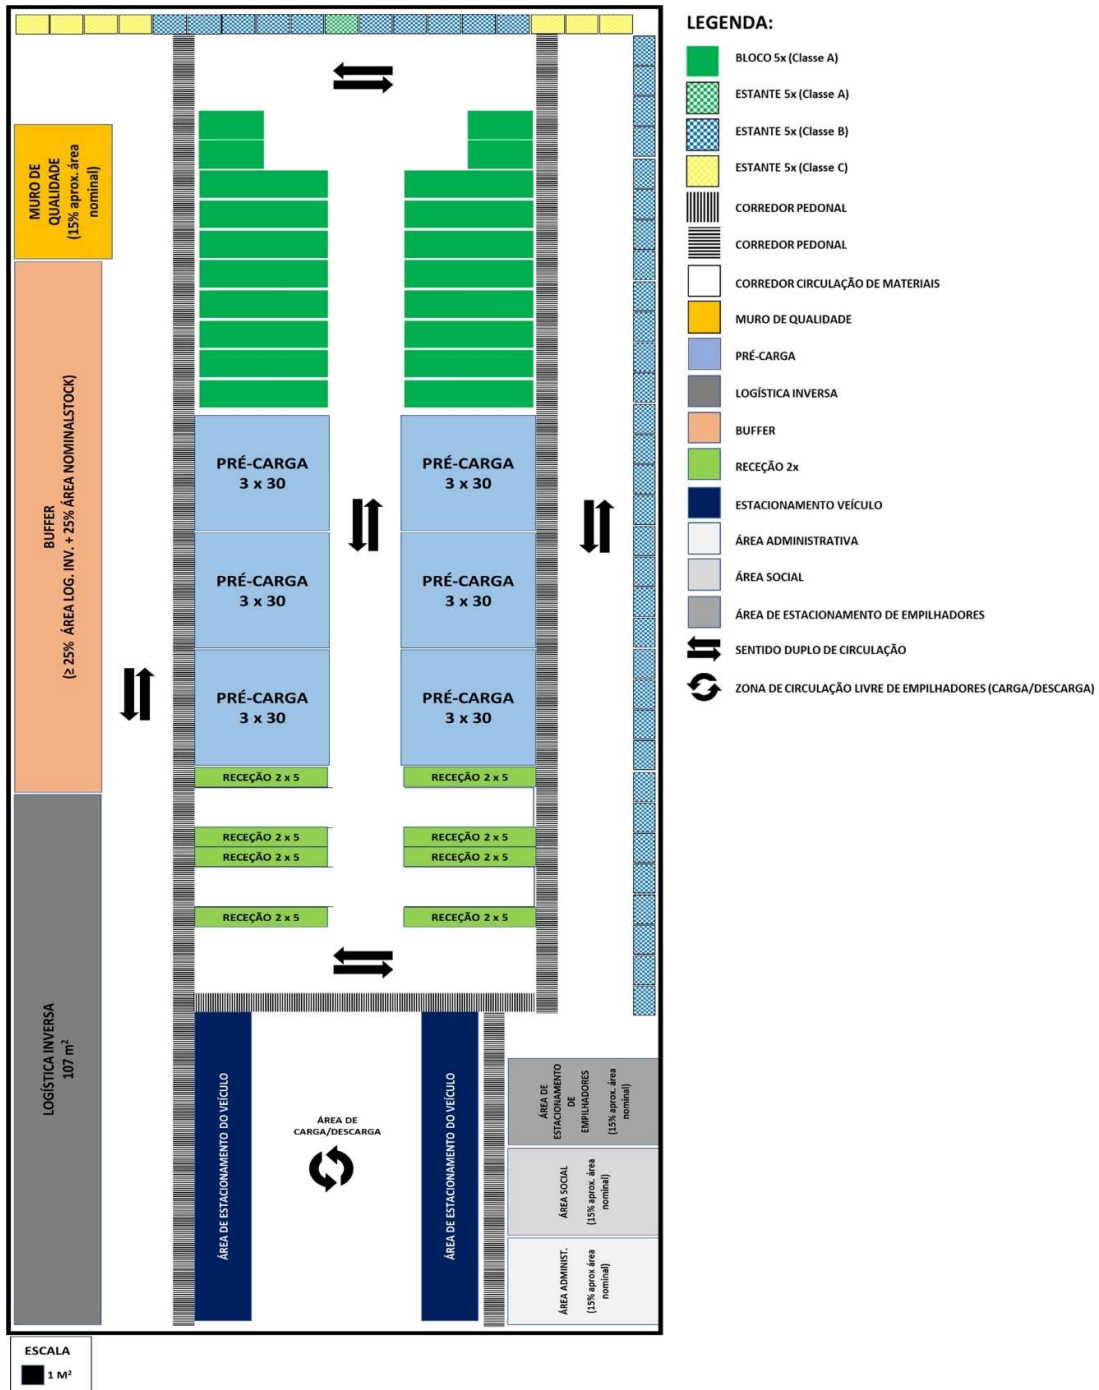 MURO DE
QUALIDADE
(15% aprox. área
nominal)
BUFFER
(≥ 25%  ÁREA LOG. INV. + 25% ÁREA NOMINALSTOCK)
LOGÍSTICA INVERSA
107 m²
PRÉ-CARGA
3 x 30
PRÉ-CARGA
3 x 30
PRÉ-CARGA
3 x 30
PRÉ-CARGA
3 x 30
PRÉ-CARGA
3 x 30
PRÉ-CARGA
3 x 30
RECEÇÃO 2 x 5
RECEÇÃO 2 x 5
RECEÇÃO 2 x 5
RECEÇÃO 2 x 5
RECEÇÃO 2 x 5
RECEÇÃO 2 x 5
RECEÇÃO 2 x 5
RECEÇÃO 2 x 5
ÁREA DE ESTACIONAMENTO DO VEÍCULO
ÁREA DE
CARGA/DESCARGA
ÁREA DE ESTACIONAMENTO DO VEÍCULO
ÁREA DE
ESTACIONAMENTO
DE
EMPILHADORES
(15% aprox. área
nominal)
ÁREA SOCIAL
(15% aprox. área
nominal)
ÁREA ADMINIST.
(15% aprox área
nominal)
ESCALA
1 M²
LEGENDA:
BLOCO 5x (Classe A)
ESTANTE 5x (Classe A)
ESTANTE 5x (Classe B)
ESTANTE 5x (Classe C)
CORREDOR PEDONAL
CORREDOR PEDONAL
CORREDOR CIRCULAÇÃO DE MATERIAIS
MURO DE QUALIDADE
PRÉ-CARGA
LOGÍSTICA INVERSA
BUFFER
RECEÇÃO 2x
ESTACIONAMENTO VEÍCULO
ÁREA ADMINISTRATIVA
ÁREA SOCIAL
ÁREA DE ESTACIONAMENTO DE EMPILHADORES
SENTIDO DUPLO DE CIRCULAÇÃO
ZONA DE CIRCULAÇÃO LIVRE DE EMPILHADORES (CARGA/DESCARGA)